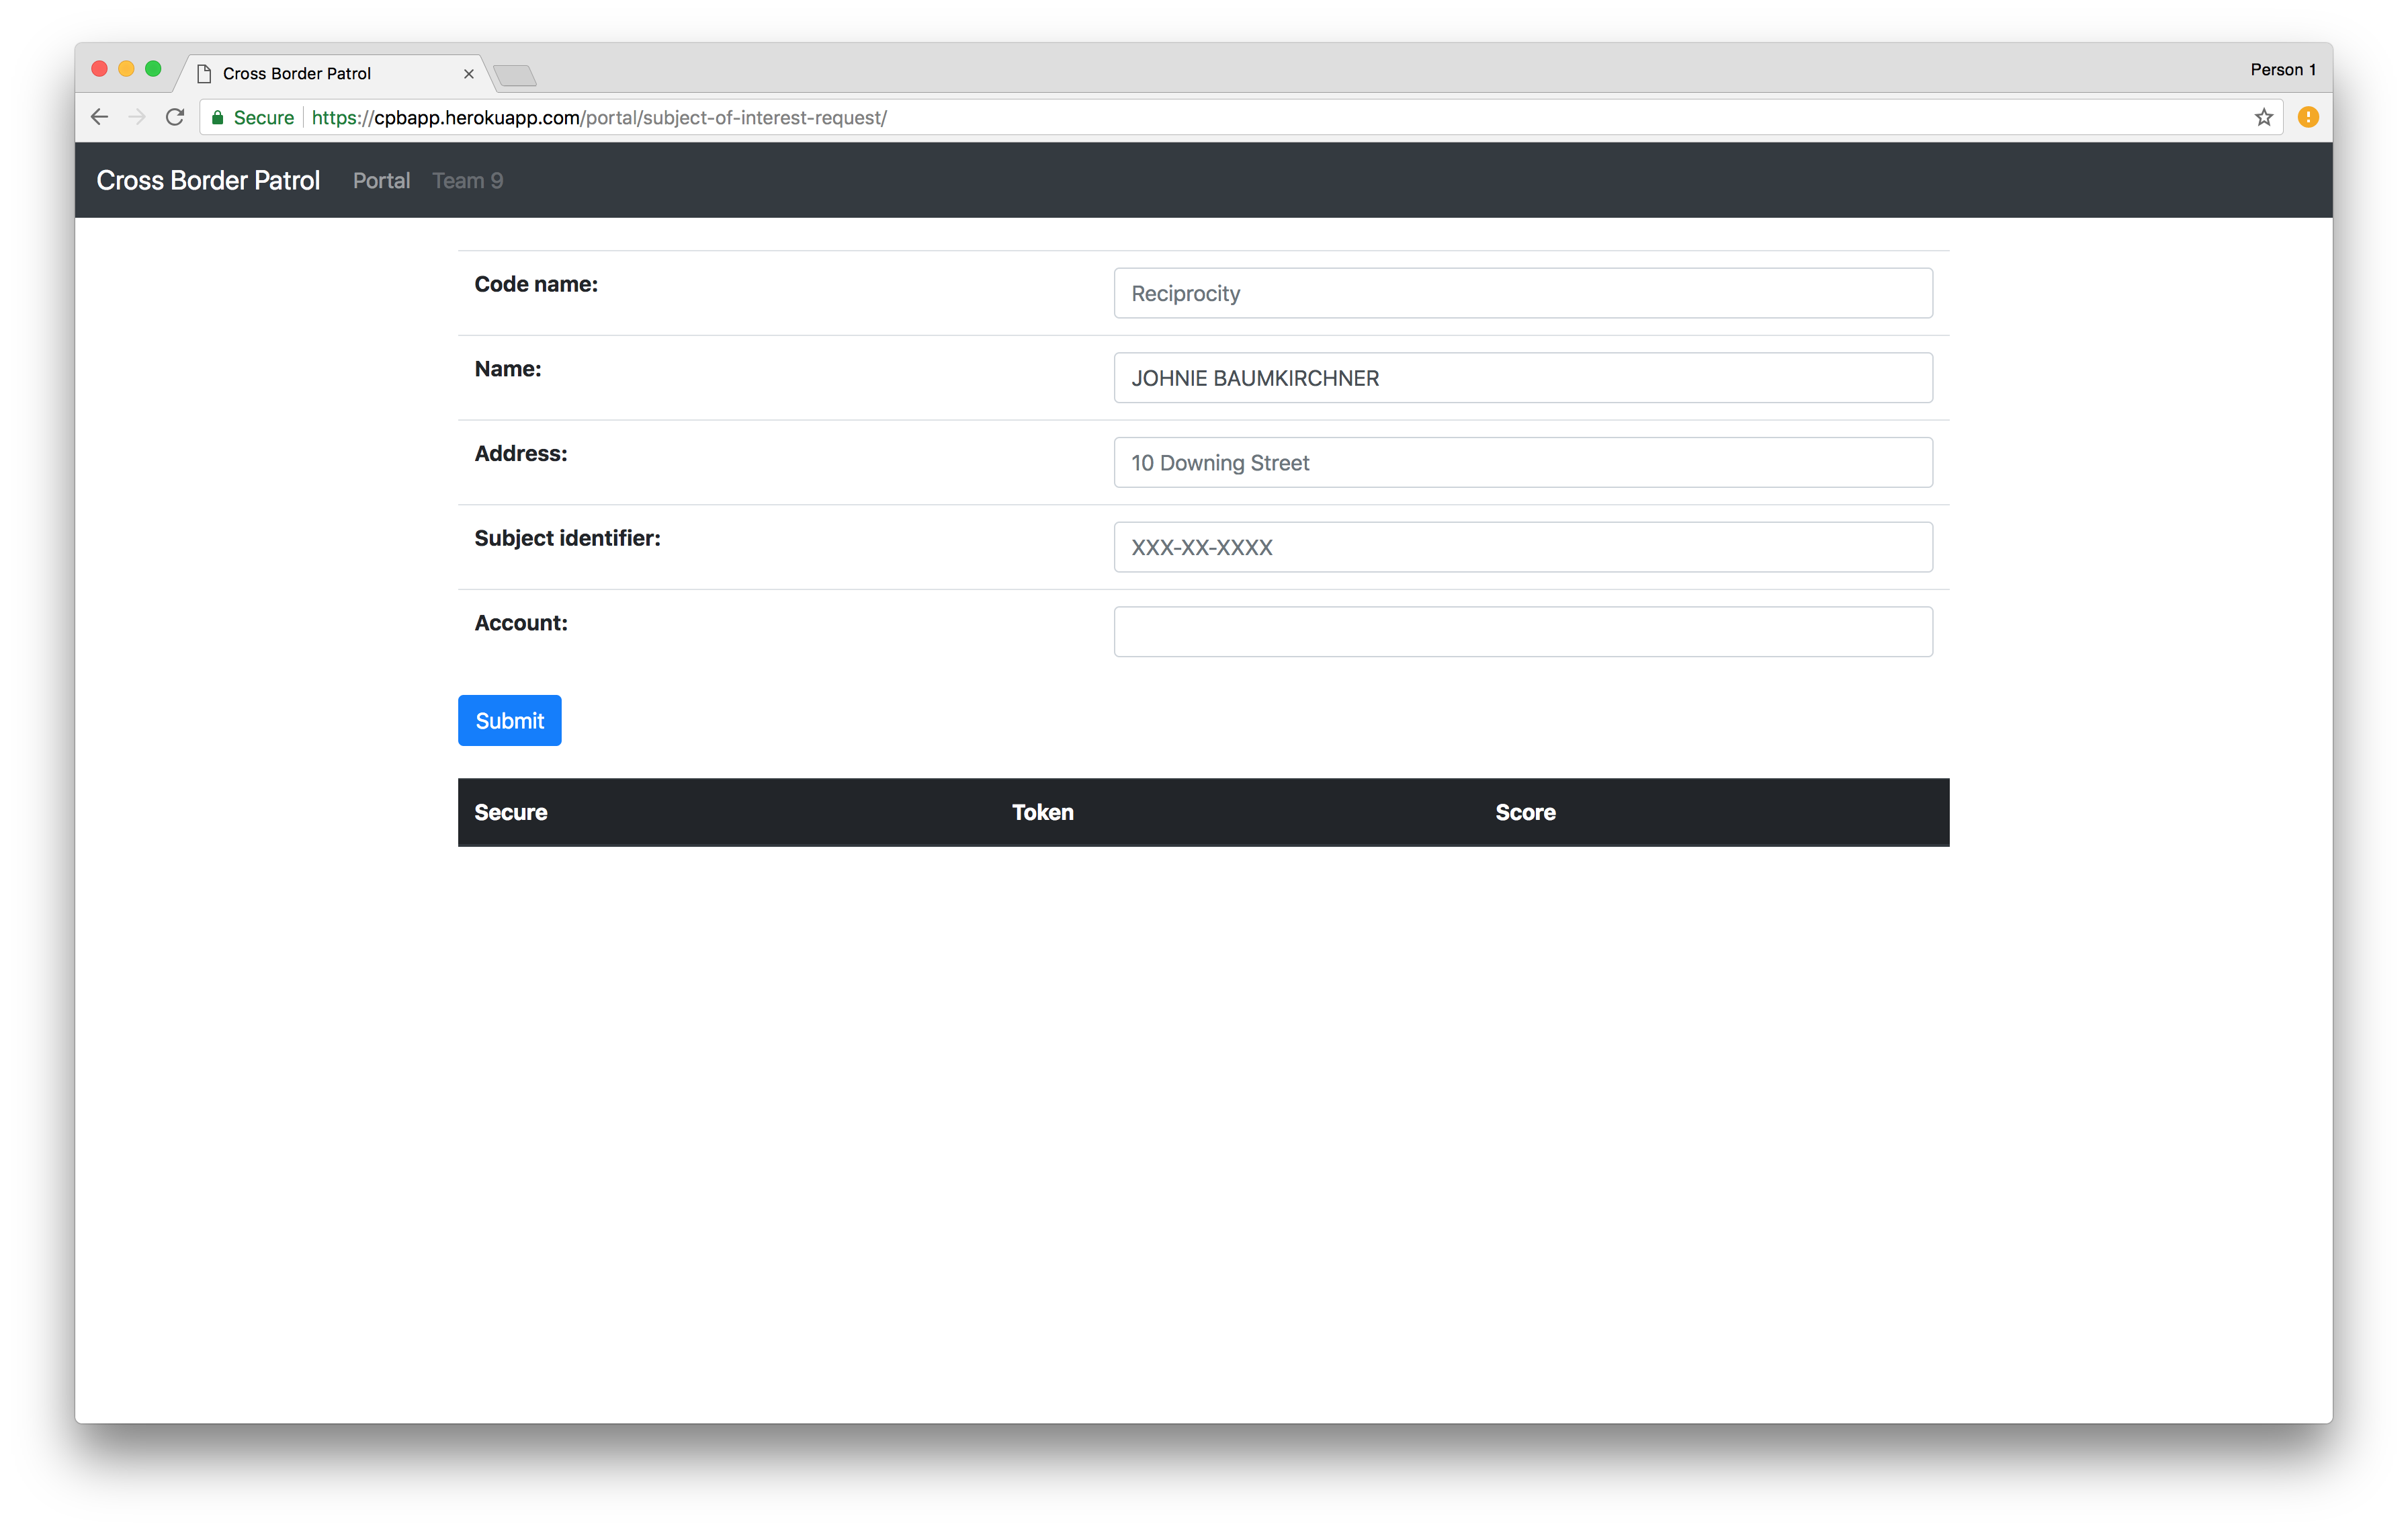 Cross Border Patrol
Person 1
Secure https://cpbapp.herokuapp.com/portal/subject-of-interest-request/
Cross Border Patrol Portal Team 9
Code name: Reciprocity
Name: JOHNIE BAUMKIRCHNER
Address: 10 Downing Street
Subject identifier: XXX-XX-XXXX
Account:
Submit
Secure Token Score